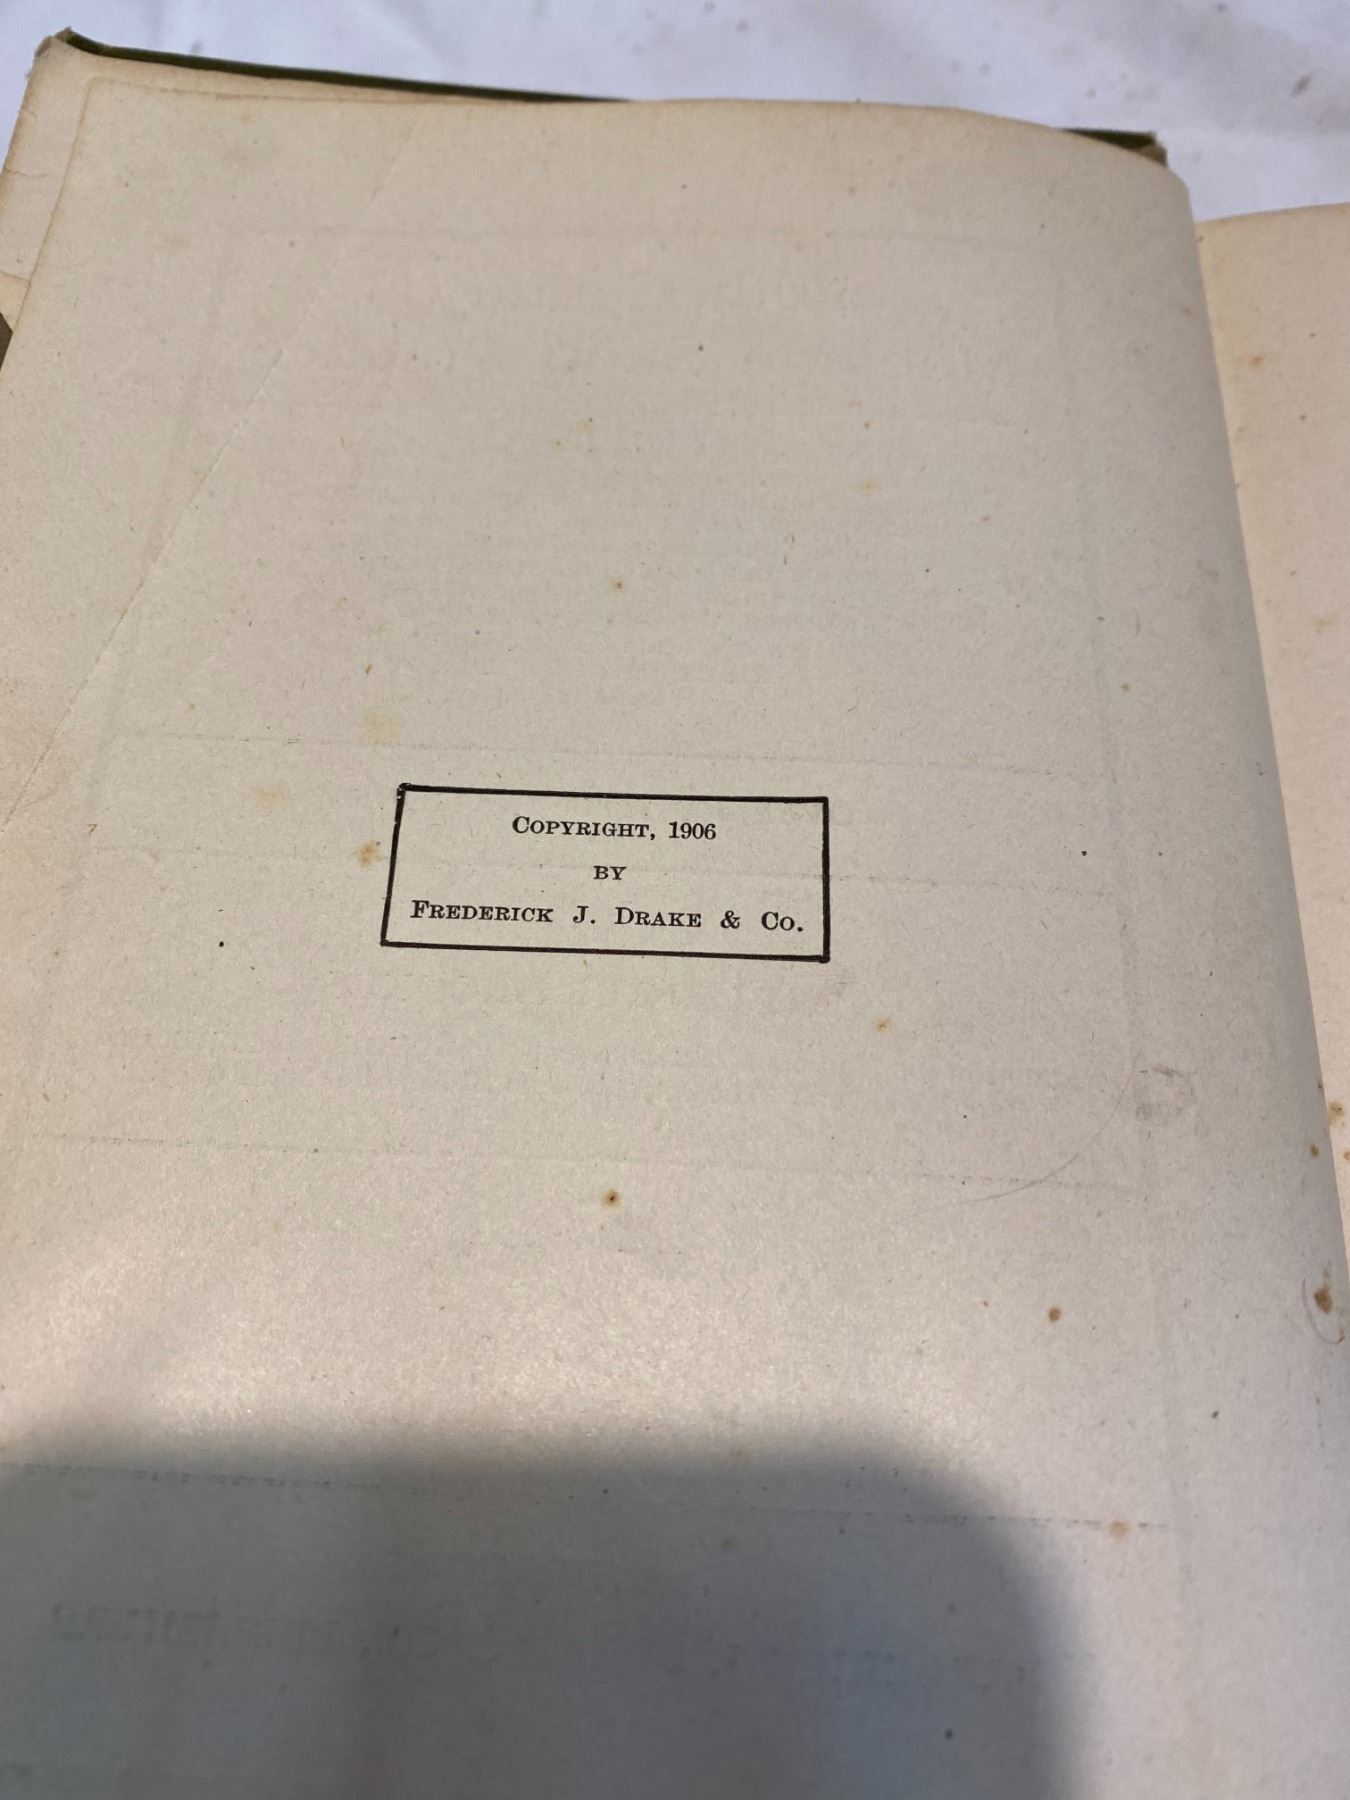 COPYRIGHT, 1906
BY
FREDERICK J. DRAKE & CO.